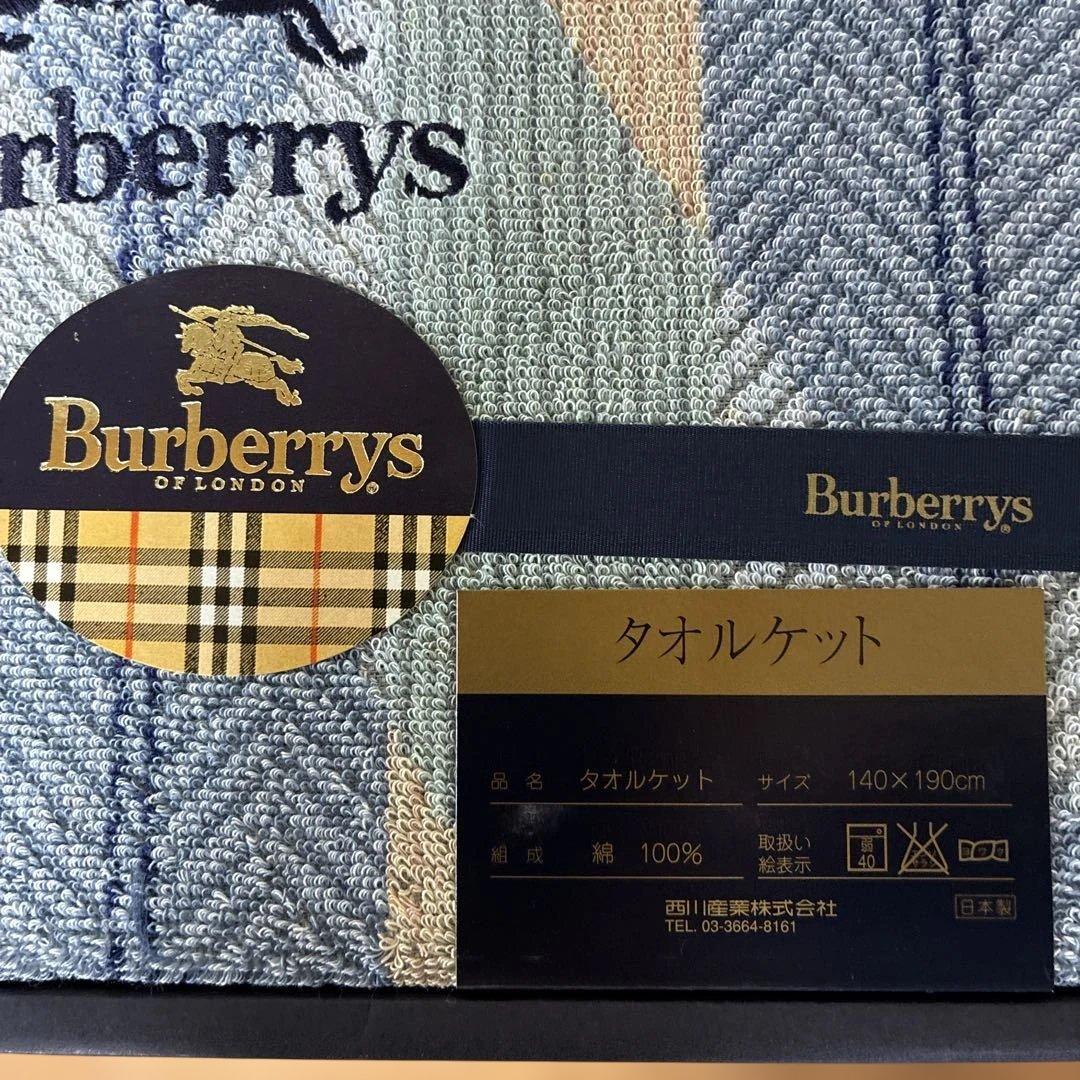 rberrys
Burberrys
OF LONDON
Burberrys
OF LONDON
タオルケット
品名 タオルケット サイズ 140×190cm
組成 綿 100% 取扱い
絵表示
弱
40
西川産業株式会社
TEL. 03-3664-8161
日本製